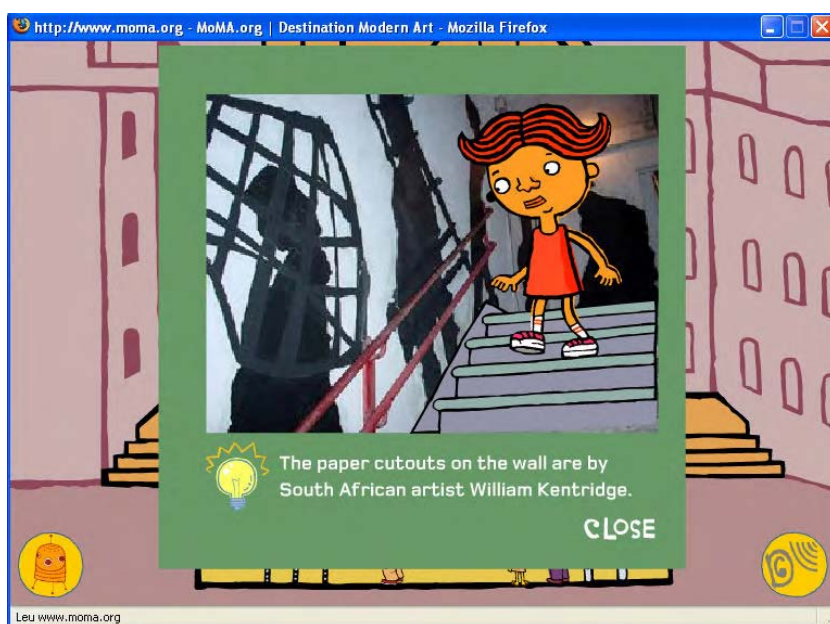 http://www.moma.org - MoMA.org | Destination Modern Art - Mozilla Firefox
The paper cutouts on the wall are by
South African artist William Kentridge.
CLOSE
Leu www.moma.org